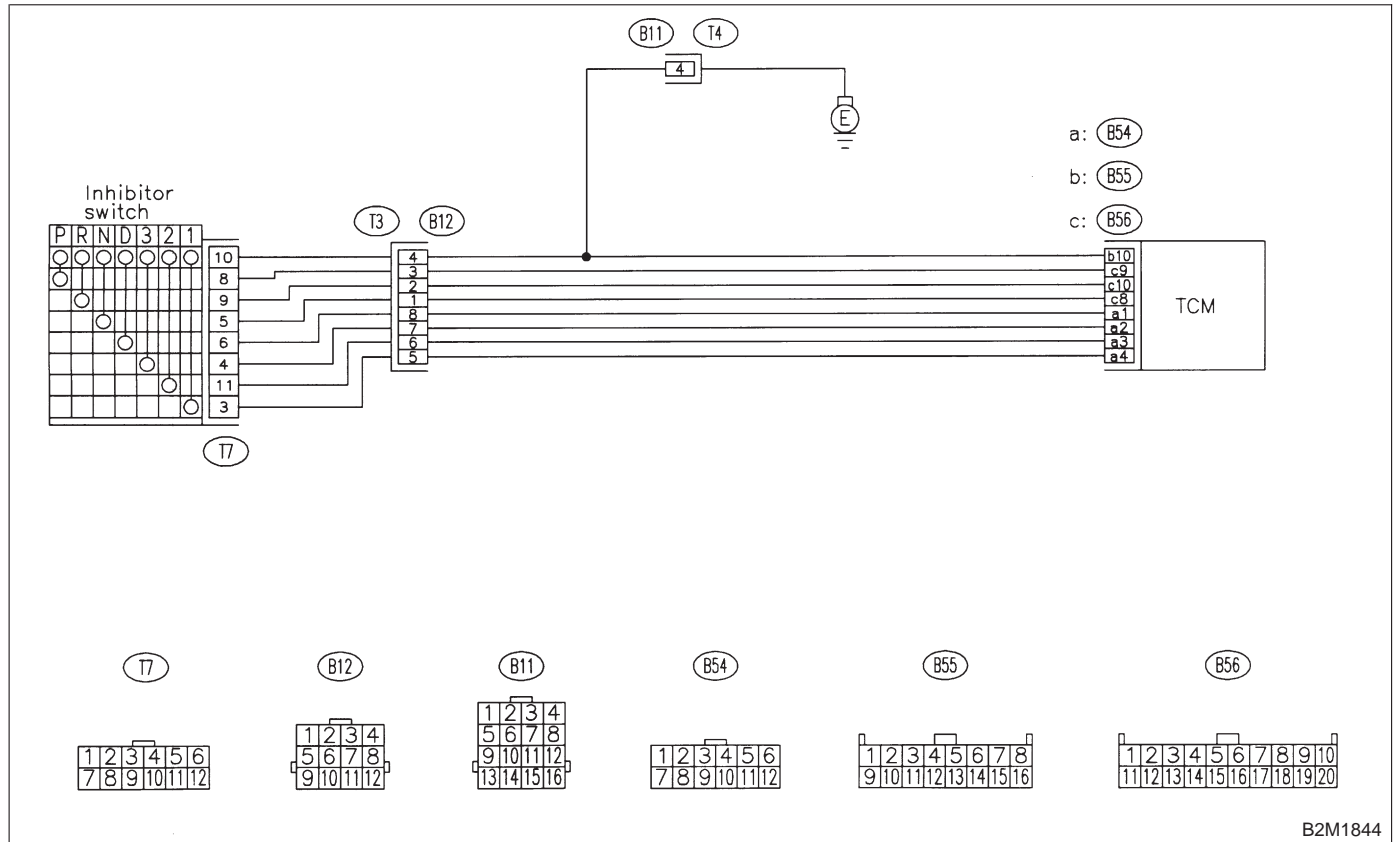 B11 T4
4
E
a: B54
b: B55
c: B56
Inhibitor
switch
P R N D 3 2 1
T3 B12
10
8
9
5
6
4
11
3
4
3
2
1
8
7
6
5
b10
c9
c10
c8
a1
a2
a3
a4
TCM
T7
T7
1 2 3 4 5 6
7 8 9 10 11 12
B12
1 2 3 4
5 6 7 8
9 10 11 12
B11
1 2 3 4
5 6 7 8
9 10 11 12
13 14 15 16
B54
1 2 3 4 5 6
7 8 9 10 11 12
B55
1 2 3 4 5 6 7 8
9 10 11 12 13 14 15 16
B56
1 2 3 4 5 6 7 8 9 10
11 12 13 14 15 16 17 18 19 20
B2M1844